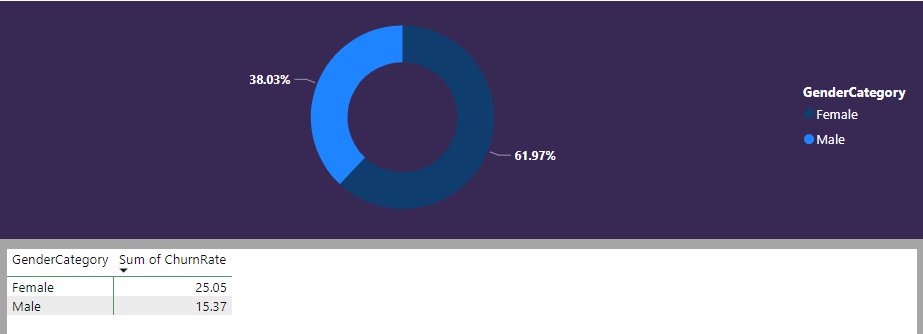 38.03%
GenderCategory
Female
Male
61.97%
GenderCategory Sum of ChurnRate
Female 25.05
Male 15.37